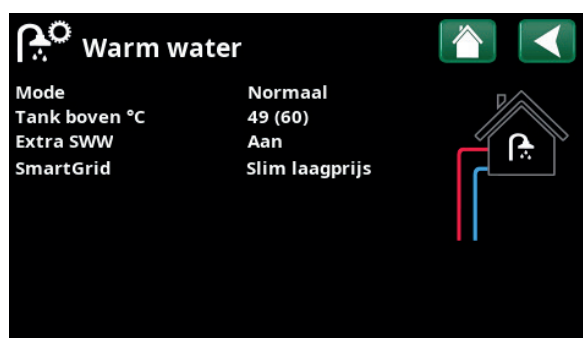 Warm water
Mode Normaal
Tank boven °C 49 (60)
Extra SWW Aan
SmartGrid Slim laagprijs